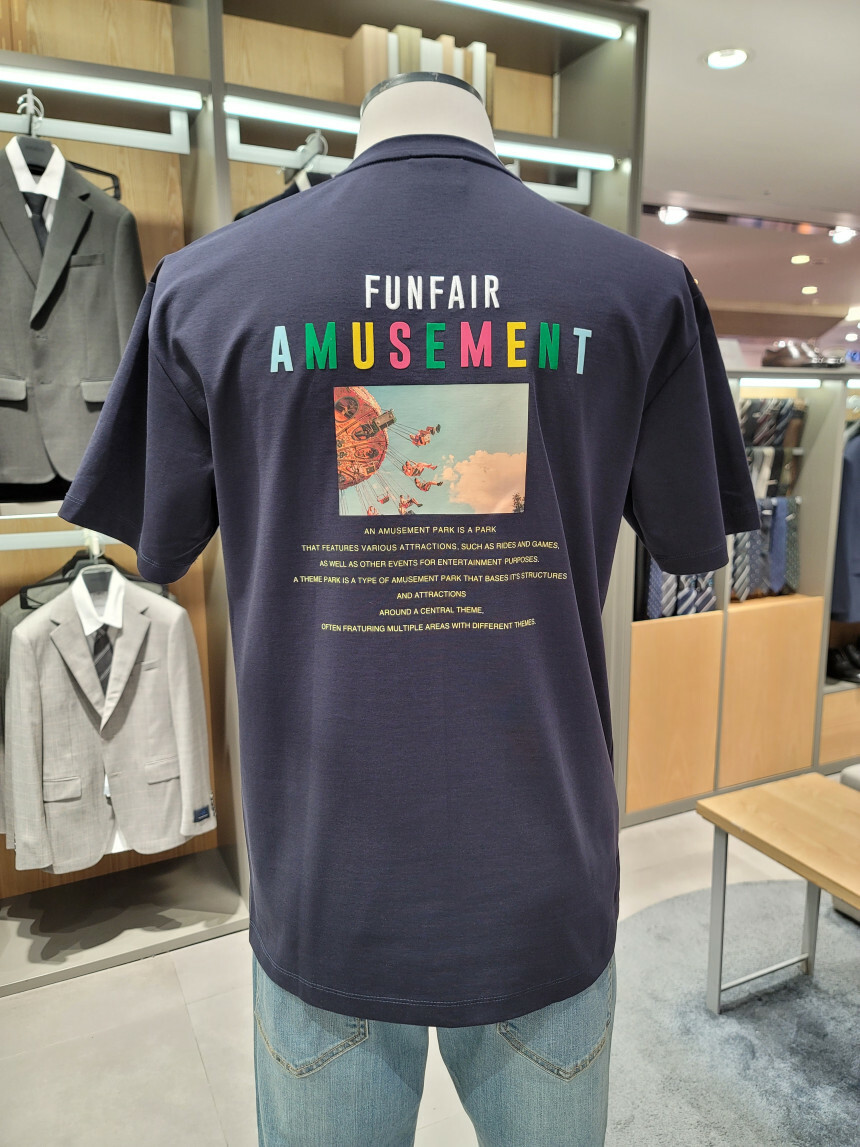 FUNFAIR
AMUSEMENT
AN AMUSEMENT PARK IS A PARK
THAT FEATURES VARIOUS ATTRACTIONS, SUCH AS RIDES AND GAMES,
AS WELL AS OTHER EVENTS FOR ENTERTAINMENT PURPOSES.
A THEME PARK IS A TYPE OF AMUSEMENT PARK THAT BASES IT'S STRUCTURES
AND ATTRACTIONS
AROUND A CENTRAL THEME,
OFTEN FRATURING MULTIPLE AREAS WITH DIFFERENT THEMES.